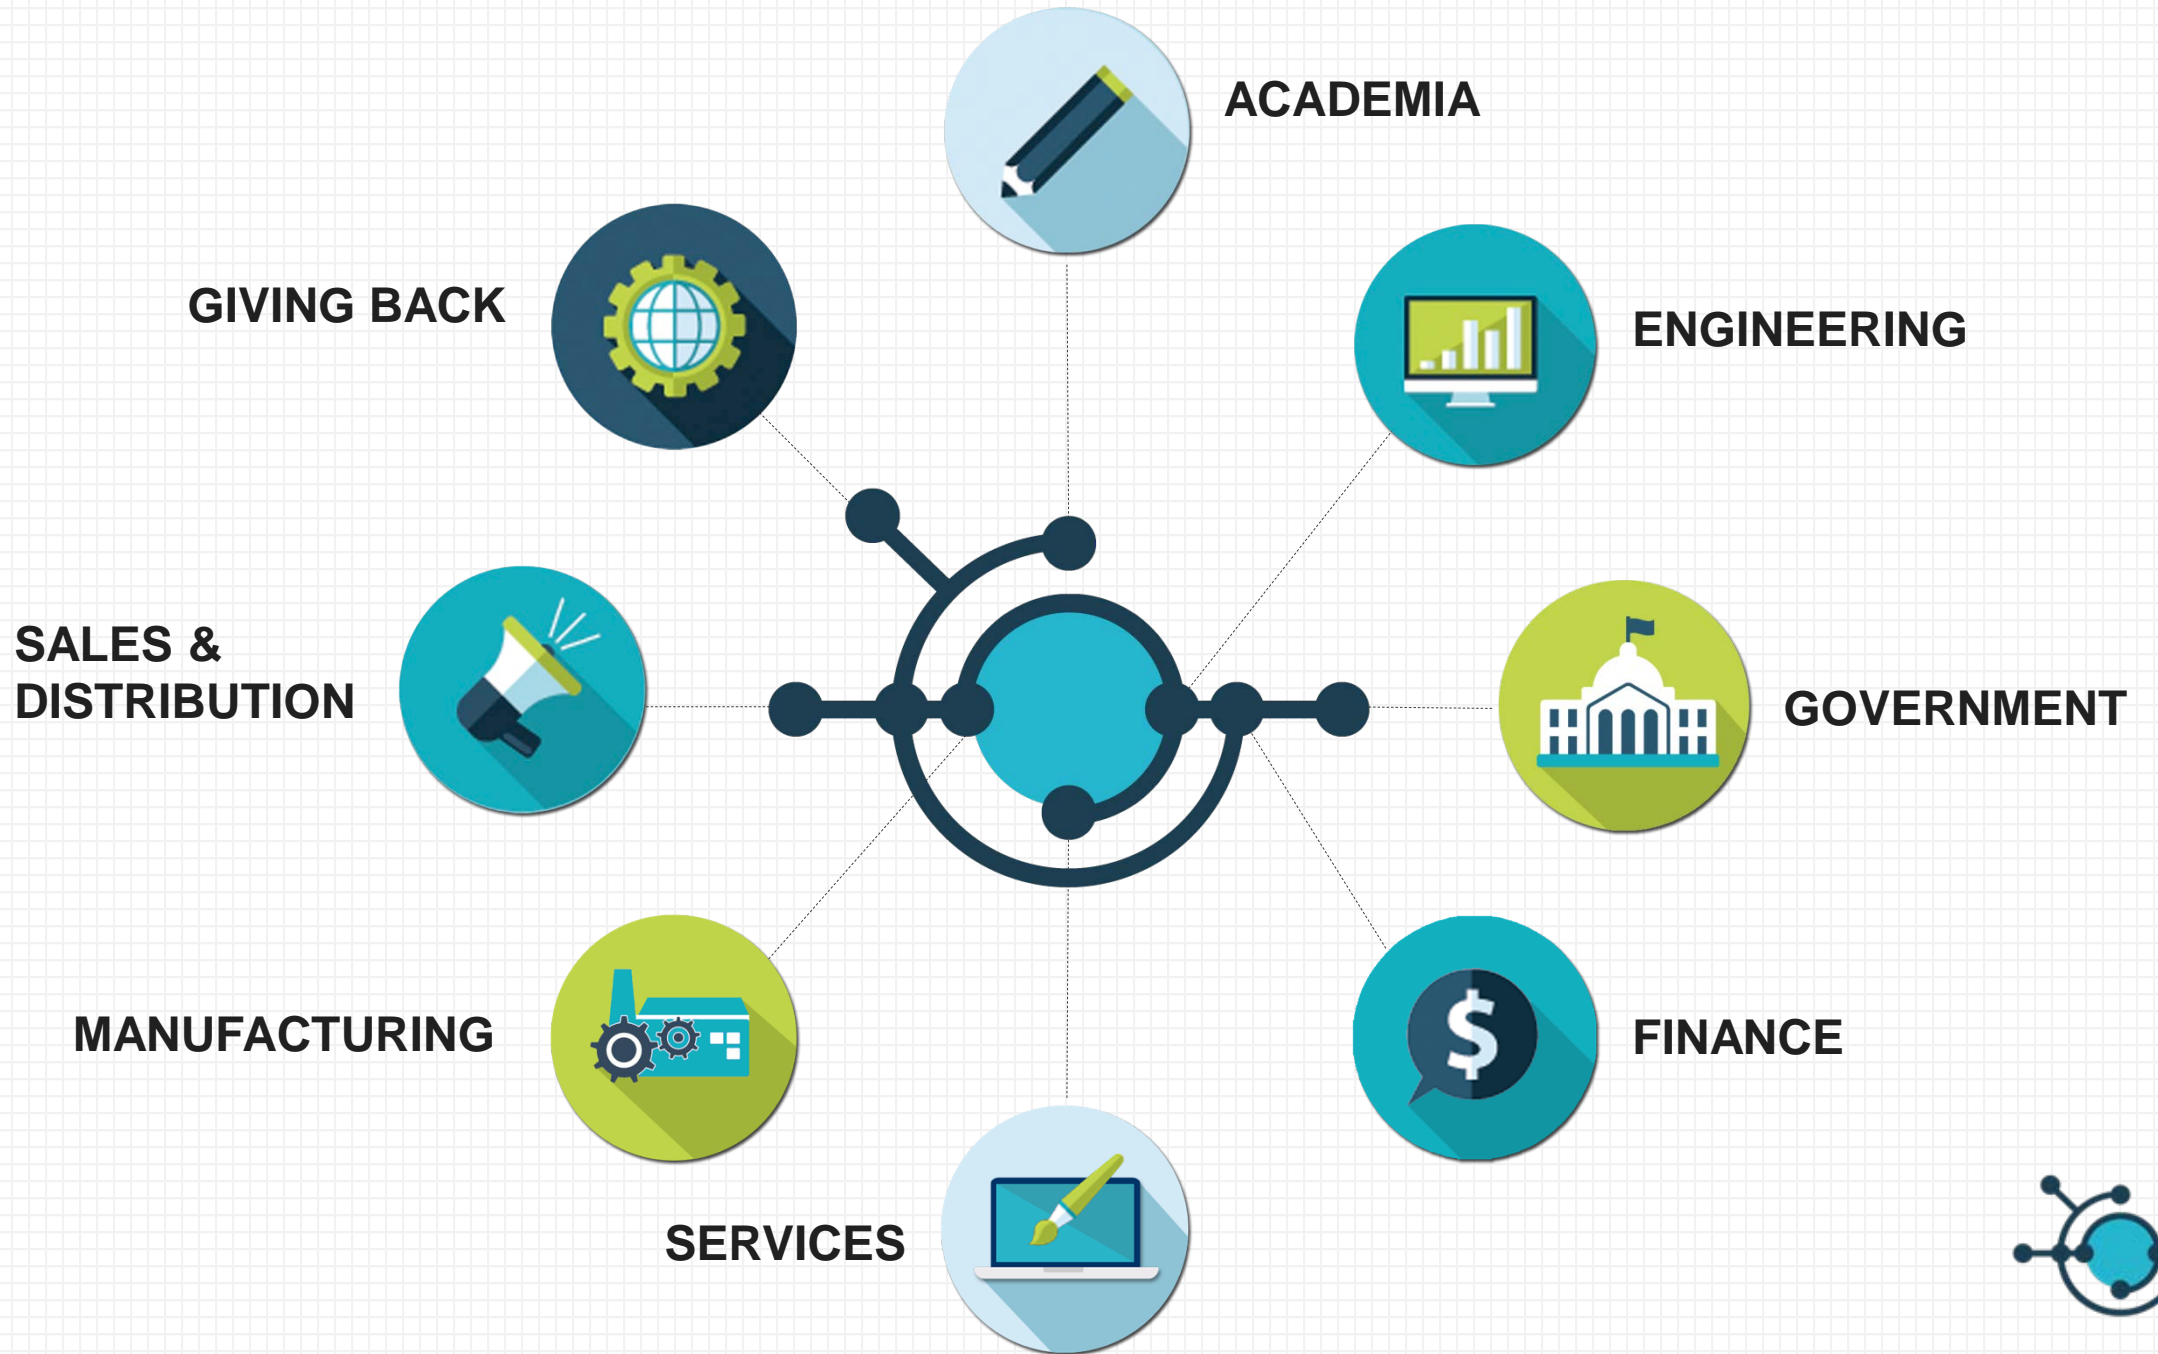 ACADEMIA
GIVING BACK
ENGINEERING
SALES &
DISTRIBUTION
GOVERNMENT
MANUFACTURING
$
FINANCE
SERVICES